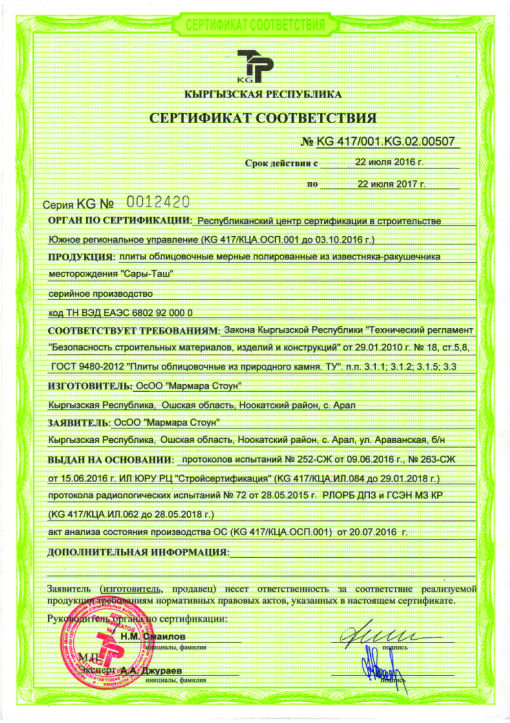 СЕРТИФИКАТ СООТВЕТСТВИЯ
KG
КЫРГЫЗСКАЯ РЕСПУБЛИКА
СЕРТИФИКАТ СООТВЕТСТВИЯ
№ KG 417/001.KG.02.00507
Срок действия с 22 июля 2016 г.
по 22 июля 2017 г.
Серия KG № 0012420
ОРГАН ПО СЕРТИФИКАЦИИ: Республиканский центр сертификации в строительстве
Южное региональное управление (KG 417/КЦА.ОСП.001 до 03.10.2016 г.)
ПРОДУКЦИЯ: плиты облицовочные мерные полированные из известняка-ракушечника
месторождения "Сары-Таш"
серийное производство
код ТН ВЭД ЕАЭС 6802 92 000 0
СООТВЕТСТВУЕТ ТРЕБОВАНИЯМ: Закона Кыргызской Республики "Технический регламент
"Безопасность строительных материалов, изделий и конструкций" от 29.01.2010 г. № 18, ст.5,8,
ГОСТ 9480-2012 "Плиты облицовочные из природного камня. ТУ". п.п. 3.1.1; 3.1.2; 3.1.5; 3.3
ИЗГОТОВИТЕЛЬ: ОсОО "Мармара Стоун"
Кыргызская Республика, Ошская область, Ноокатский район, с. Арал
ЗАЯВИТЕЛЬ: ОсОО "Мармара Стоун"
Кыргызская Республика, Ошская область, Ноокатский район, с. Арал, ул. Араванская, б/н
ВЫДАН НА ОСНОВАНИИ: протоколов испытаний № 252-СЖ от 09.06.2016 г., № 263-СЖ
от 15.06.2016 г. ИЛ ЮРУ РЦ "Стройсертификация" (KG 417/КЦА.ИЛ.084 до 29.01.2018 г.)
протокола радиологических испытаний № 72 от 28.05.2015 г. РЛОРБ ДПЗ и ГСЭН МЗ КР
(KG 417/КЦА.ИЛ.062 до 28.05.2018 г.)
акт анализа состояния производства ОС (KG 417/КЦА.ОСП.001) от 20.07.2016 г.
ДОПОЛНИТЕЛЬНАЯ ИНФОРМАЦИЯ:
Заявитель (изготовитель, продавец) несет ответственность за соответствие реализуемой
продукции требованиям нормативных правовых актов, указанных в настоящем сертификате.
Руководитель органа по сертификации:
Н.М. Смаилов
инициалы, фамилия подпись
М.П.
Эксперт А.А. Джураев
инициалы, фамилия подпись